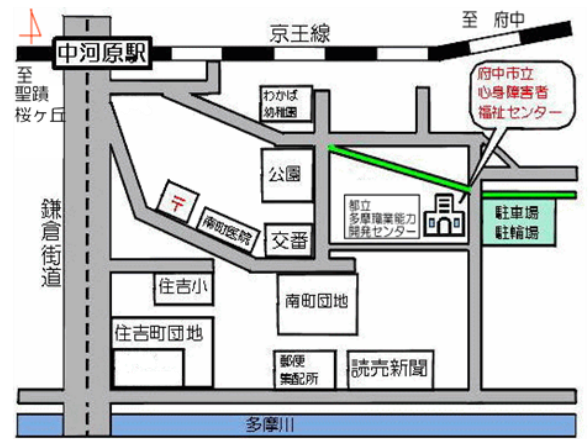 至 府中
京王線
中河原駅
至
聖蹟
桜ヶ丘
府中市立
心身障害者
福祉センター
わかば
幼稚園
公園
〒
南町医院
交番
都立
多摩職業能力
開発センター
駐車場
駐輪場
鎌倉街道
住吉小
南町団地
住吉町団地
郵便
集配所
読売新聞
多摩川